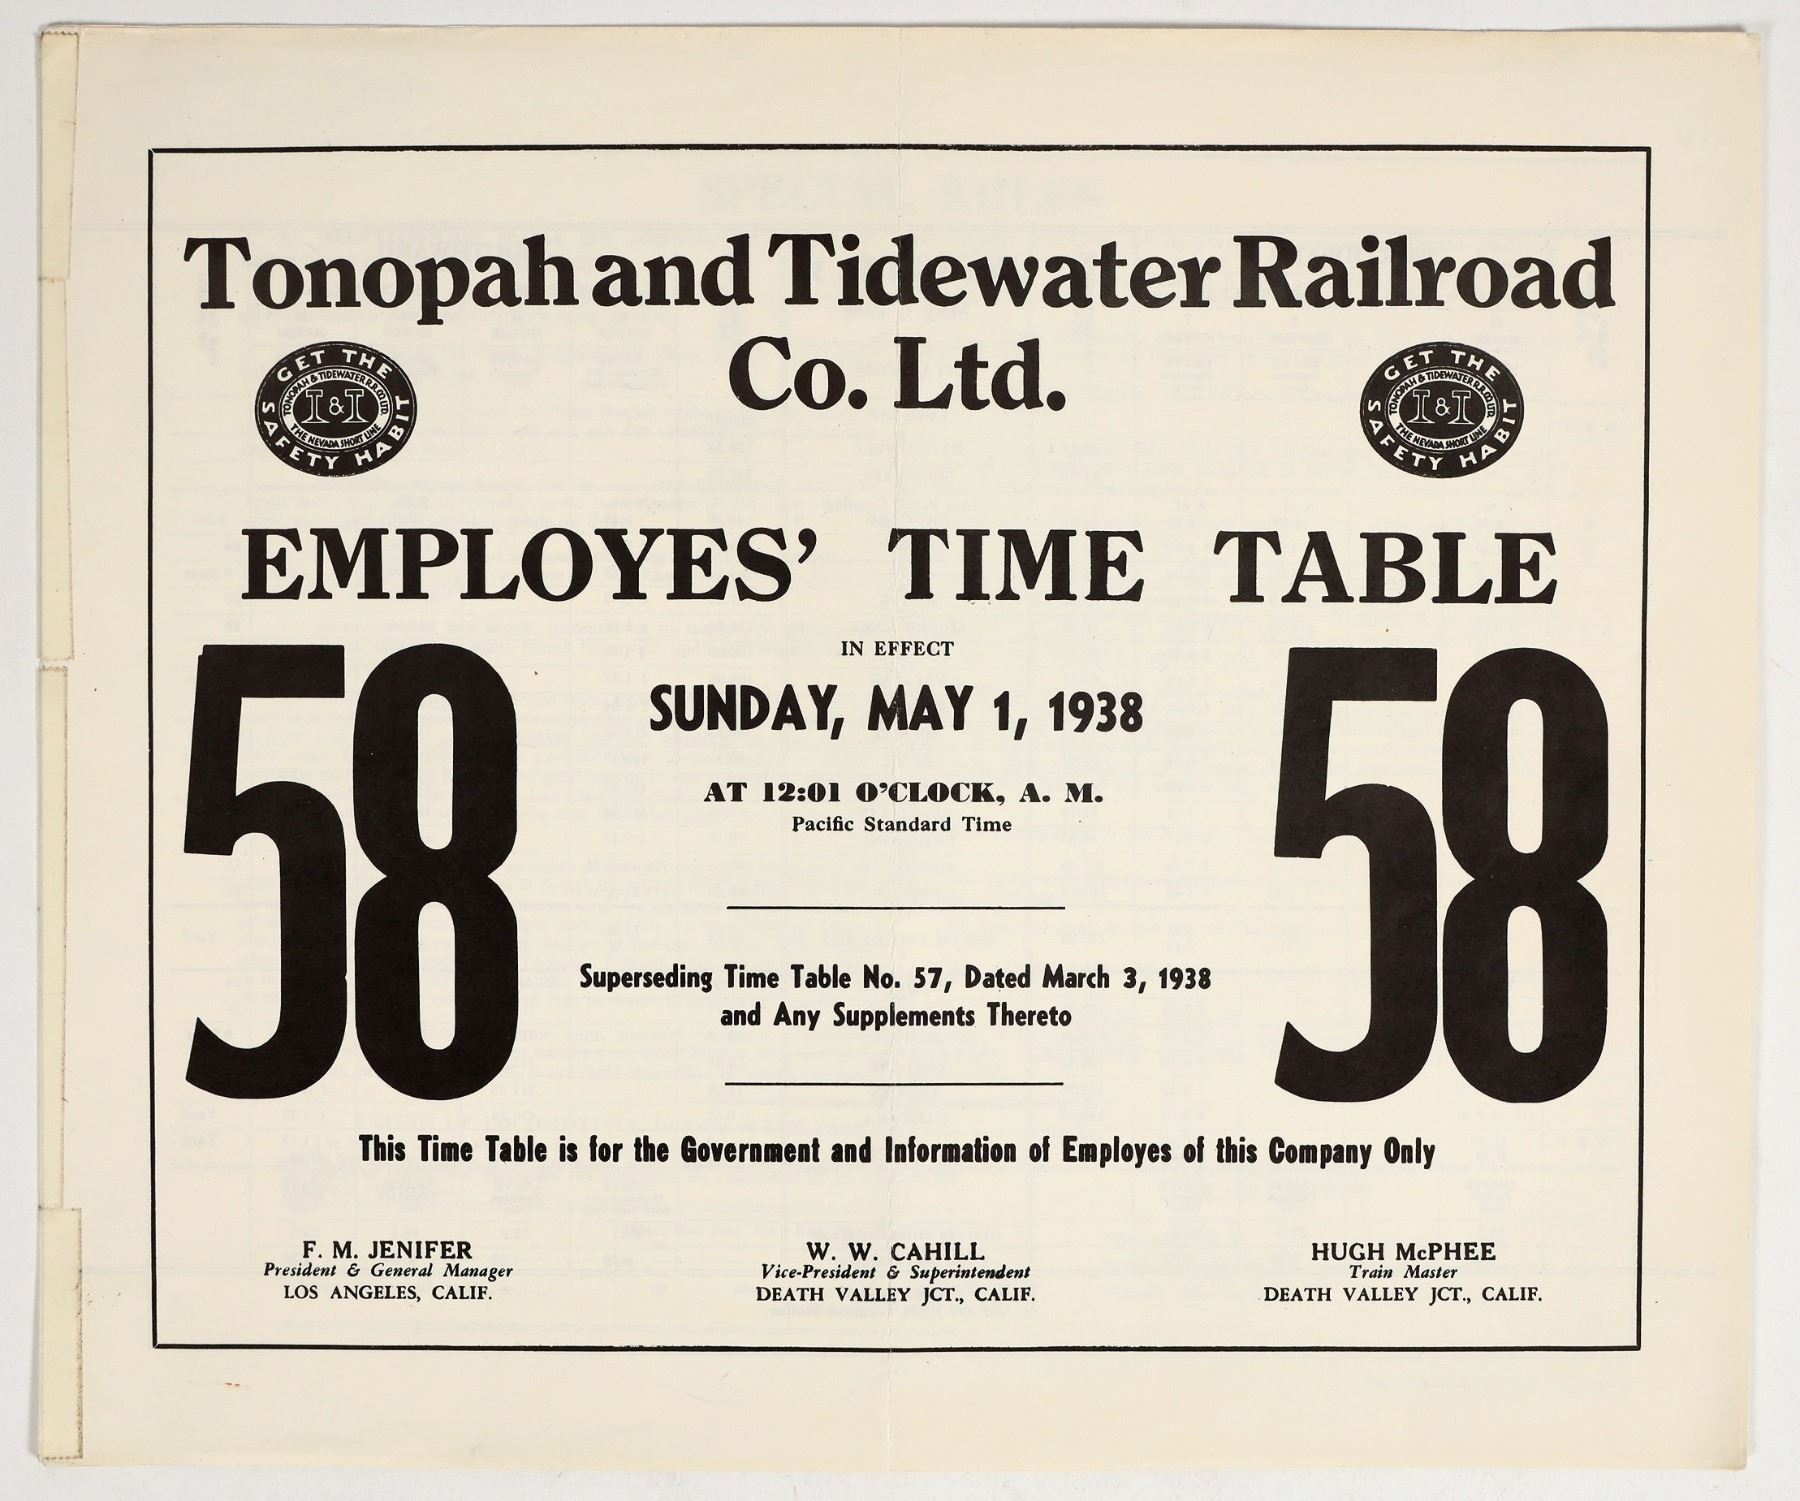 Tonopah and Tidewater Railroad
Co. Ltd.
GET THE
TONOPAH & TIDEWATER R.R. CO. LTD.
T & T
THE NEVADA SHORT LINE
SAFETY HABIT
GET THE
TONOPAH & TIDEWATER R.R. CO. LTD.
T & T
THE NEVADA SHORT LINE
SAFETY HABIT
EMPLOYES' TIME TABLE
58
58
IN EFFECT
SUNDAY, MAY 1, 1938
AT 12:01 O'CLOCK, A. M.
Pacific Standard Time
Superseding Time Table No. 57, Dated March 3, 1938
and Any Supplements Thereto
This Time Table is for the Government and Information of Employes of this Company Only
F. M. JENIFER
President & General Manager
LOS ANGELES, CALIF.
W. W. CAHILL
Vice-President & Superintendent
DEATH VALLEY JCT., CALIF.
HUGH McPHEE
Train Master
DEATH VALLEY JCT., CALIF.